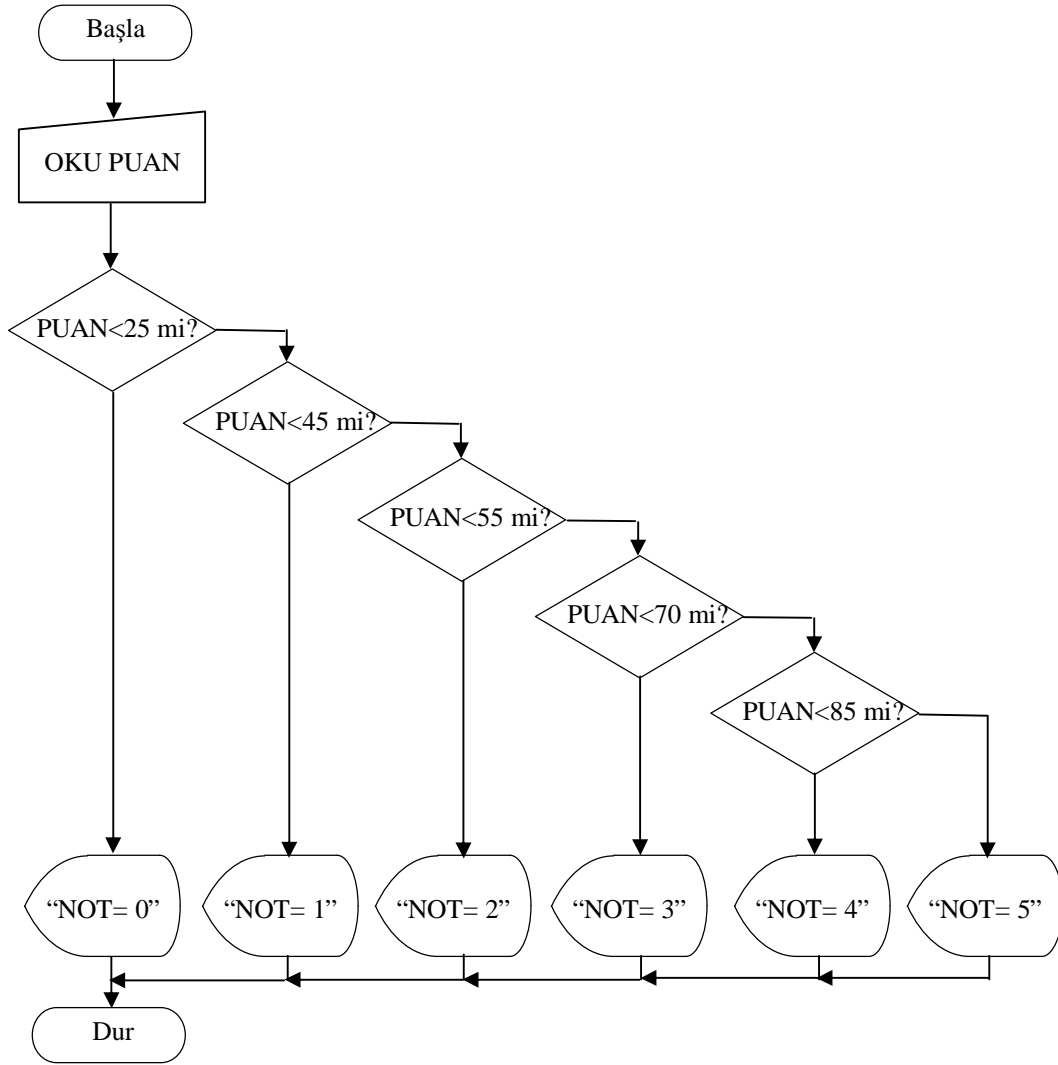 Başla
OKU PUAN
PUAN<25 mi?
PUAN<45 mi?
PUAN<55 mi?
PUAN<70 mi?
PUAN<85 mi?
“NOT= 0”
“NOT= 1”
“NOT= 2”
“NOT= 3”
“NOT= 4”
“NOT= 5”
Dur